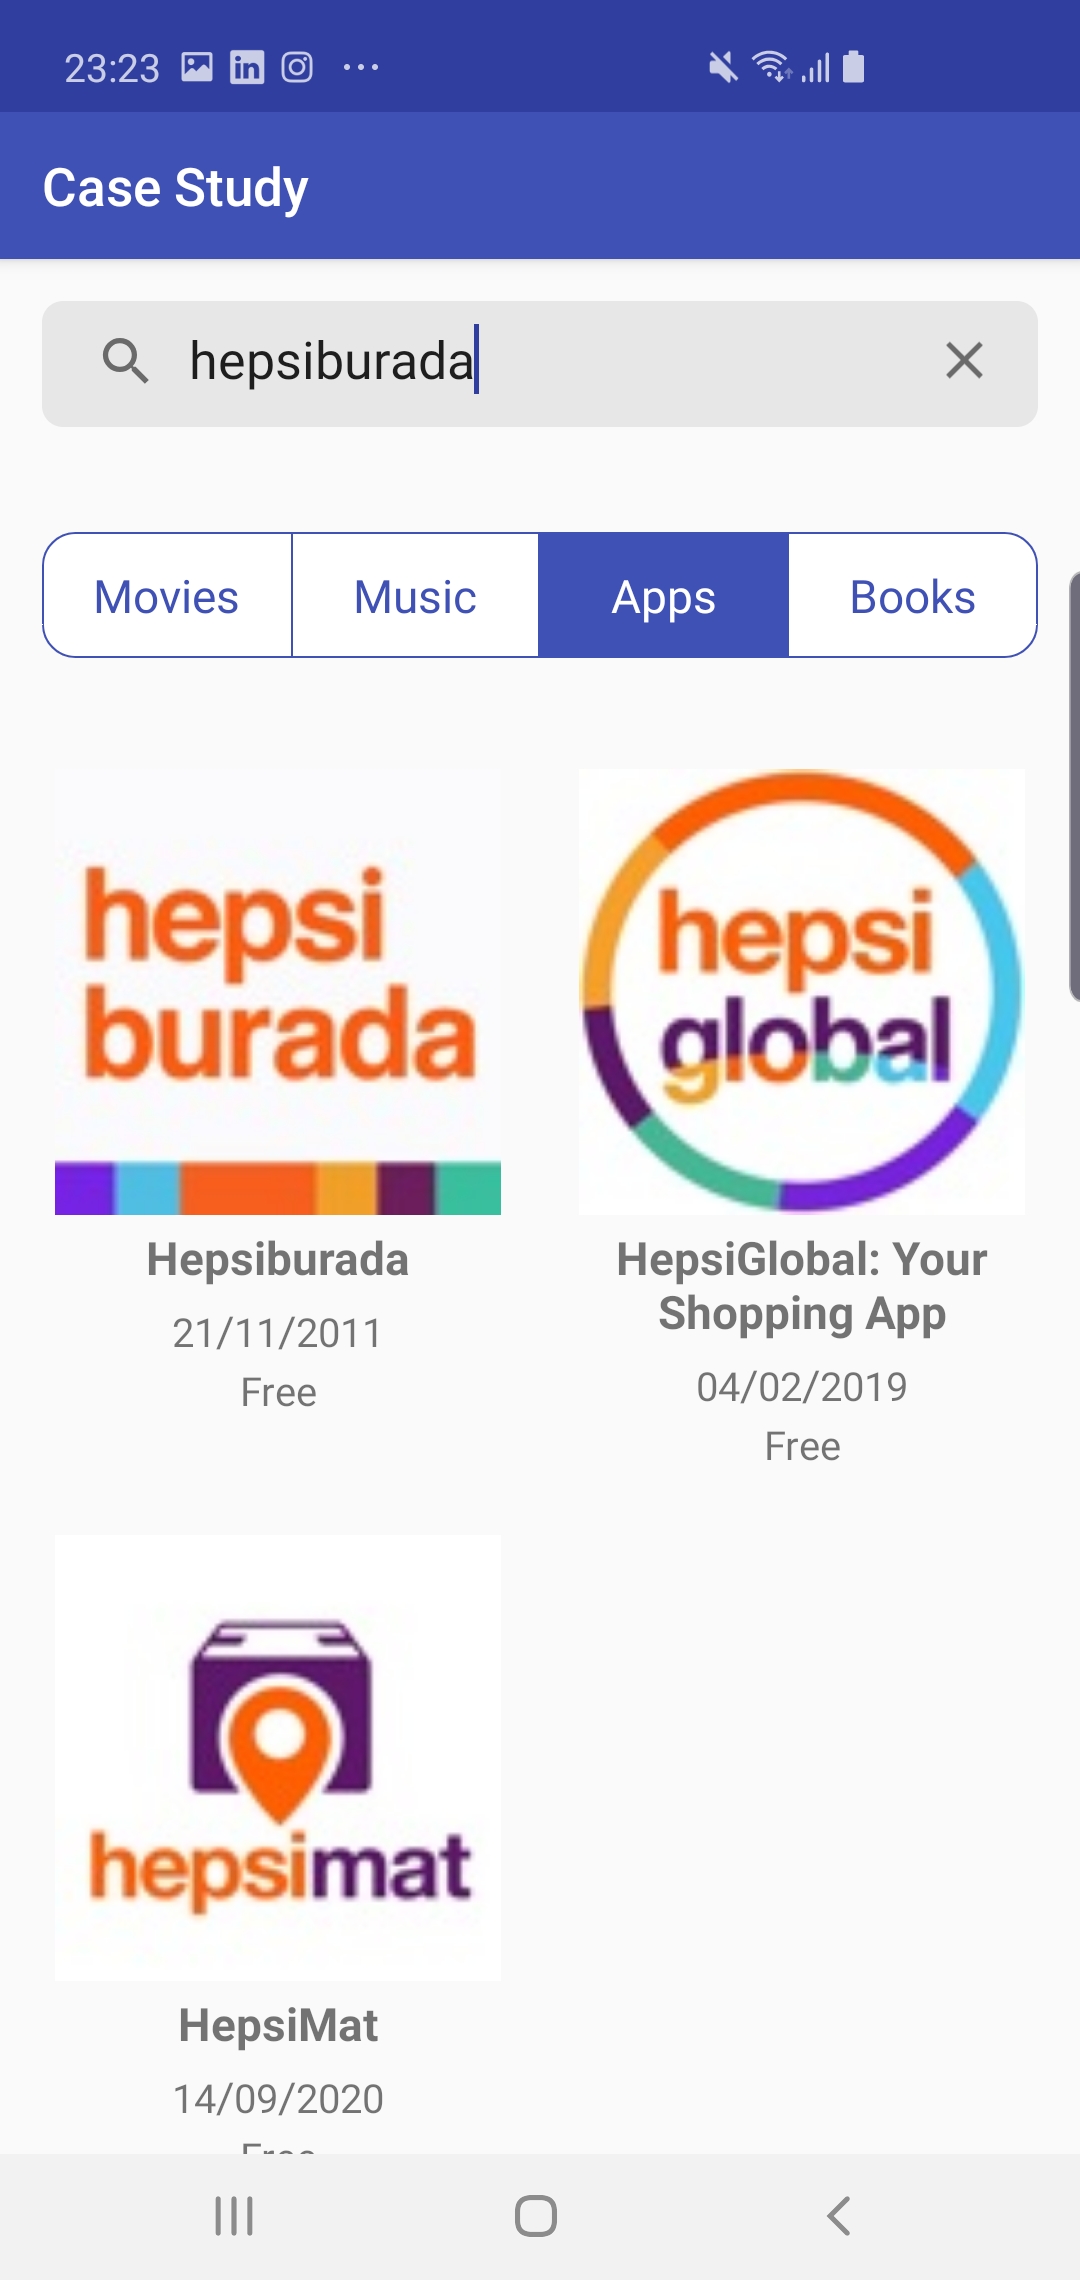 23:23
Case Study
hepsiburada
Movies
Music
Apps
Books
hepsi
burada
hepsi
global
Hepsiburada
21/11/2011
Free
HepsiGlobal: Your
Shopping App
04/02/2019
Free
hepsimat
HepsiMat
14/09/2020
Free